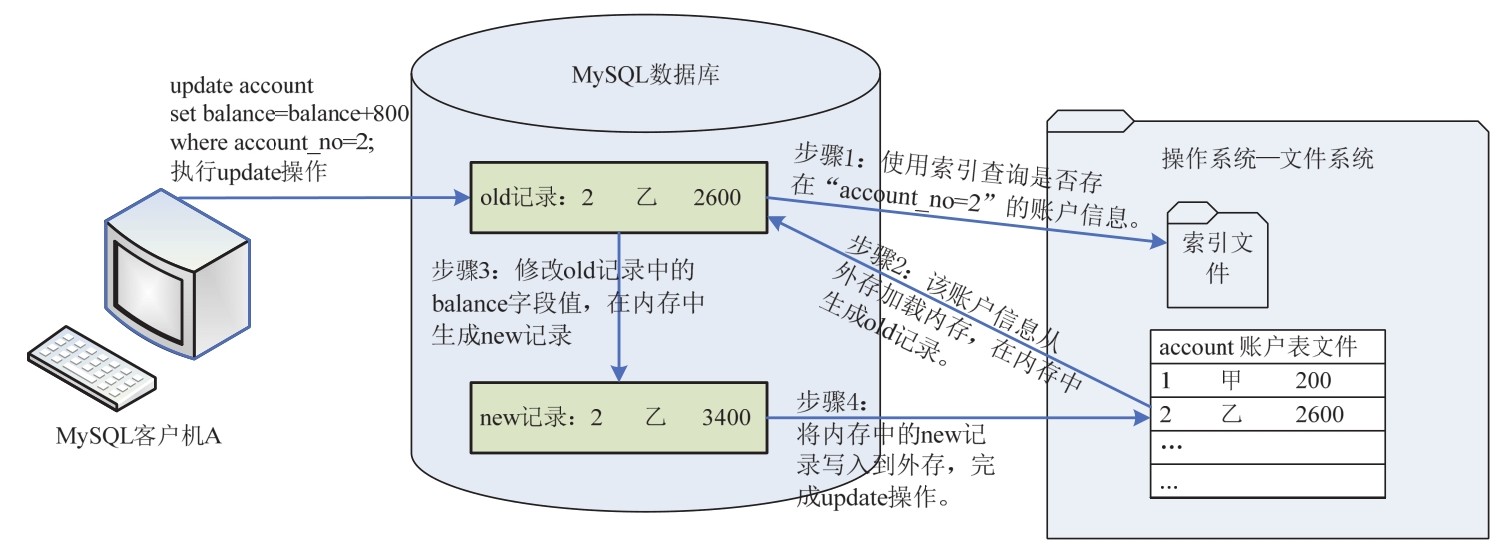 MySQL数据库
update account
set balance=balance+800
where account_no=2;
执行update操作
old记录：2 乙 2600
步骤1：使用索引查询是否存
在“account_no=2”的账户信息。
操作系统—文件系统
索引文
件
步骤2：该账户信息从
外存加载内存，在内存中
生成old记录。
步骤3：修改old记录中的
balance字段值，在内存中
生成new记录
account 账户表文件
1 甲 200
2 乙 2600
...
...
new记录：2 乙 3400
步骤4：
将内存中的new记
录写入到外存，完
成update操作。
MySQL客户机A